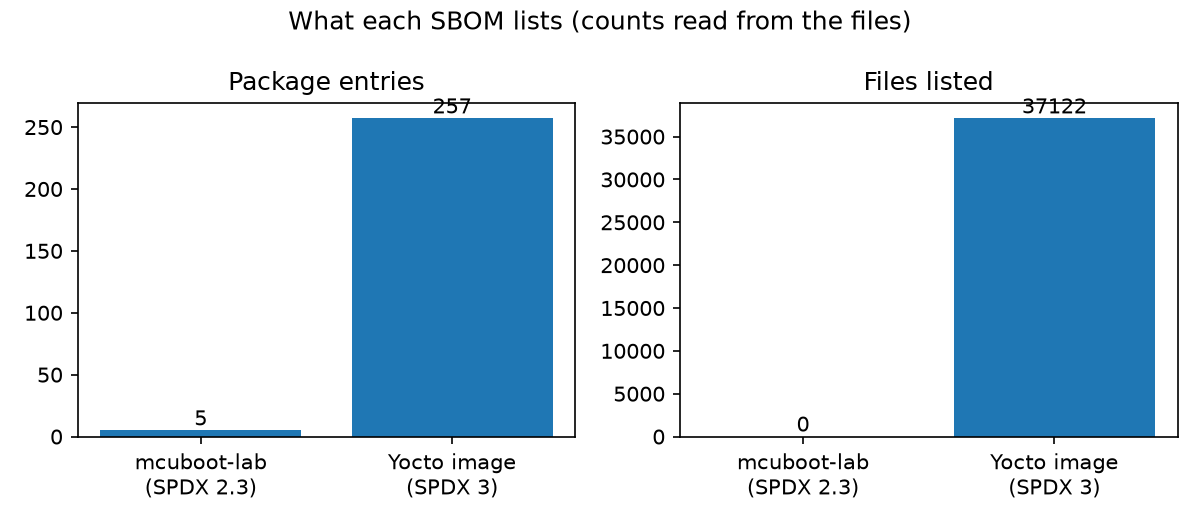 What each SBOM lists (counts read from the files)
Package entries
257
250
200
150
100
50
0
5
mcuboot-lab
(SPDX 2.3)
Yocto image
(SPDX 3)
Files listed
37122
35000
30000
25000
20000
15000
10000
5000
0
0
mcuboot-lab
(SPDX 2.3)
Yocto image
(SPDX 3)